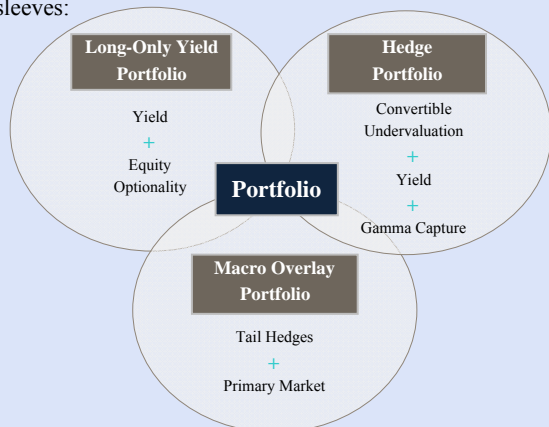 sleeves:
Long-Only Yield
Portfolio
Yield
+
Equity
Optionality
Hedge
Portfolio
Convertible
Undervaluation
+
Yield
+
Gamma Capture
Portfolio
Macro Overlay
Portfolio
Tail Hedges
+
Primary Market